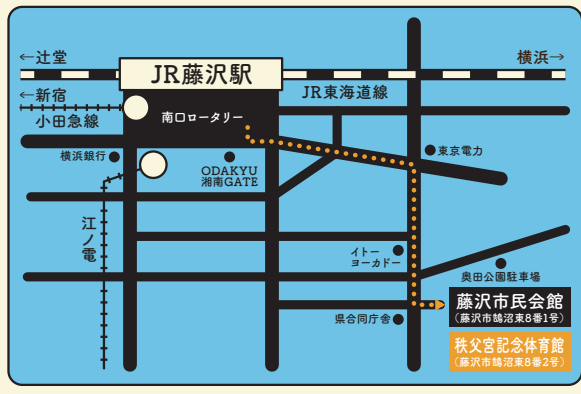 ←辻堂
横浜→
JR藤沢駅
←新宿
JR東海道線
小田急線
南口ロータリー
横浜銀行
東京電力
ODAKYU
湘南GATE
江ノ電
イトー
ヨーカドー
奥田公園駐車場
藤沢市民会館
(藤沢市鵠沼東8番1号)
県合同庁舎
秩父宮記念体育館
(藤沢市鵠沼東8番2号)